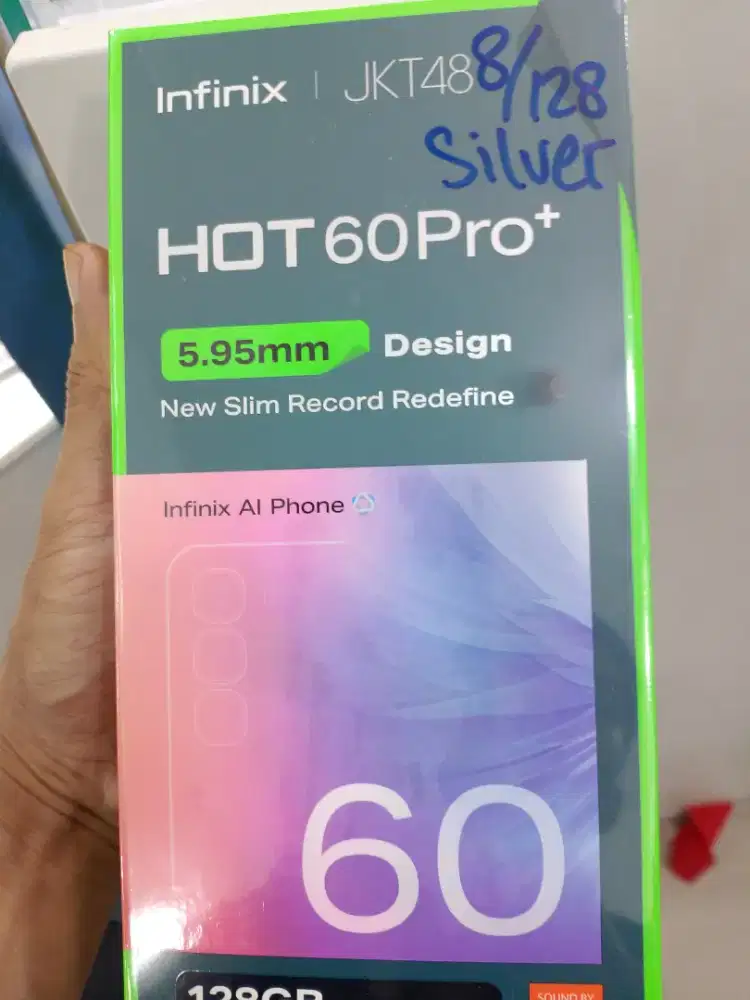 Infinix | JKT48
8/128
Silver
HOT 60 Pro+
5.95mm Design
New Slim Record Redefine
Infinix AI Phone
60
128GB
SOUND BY